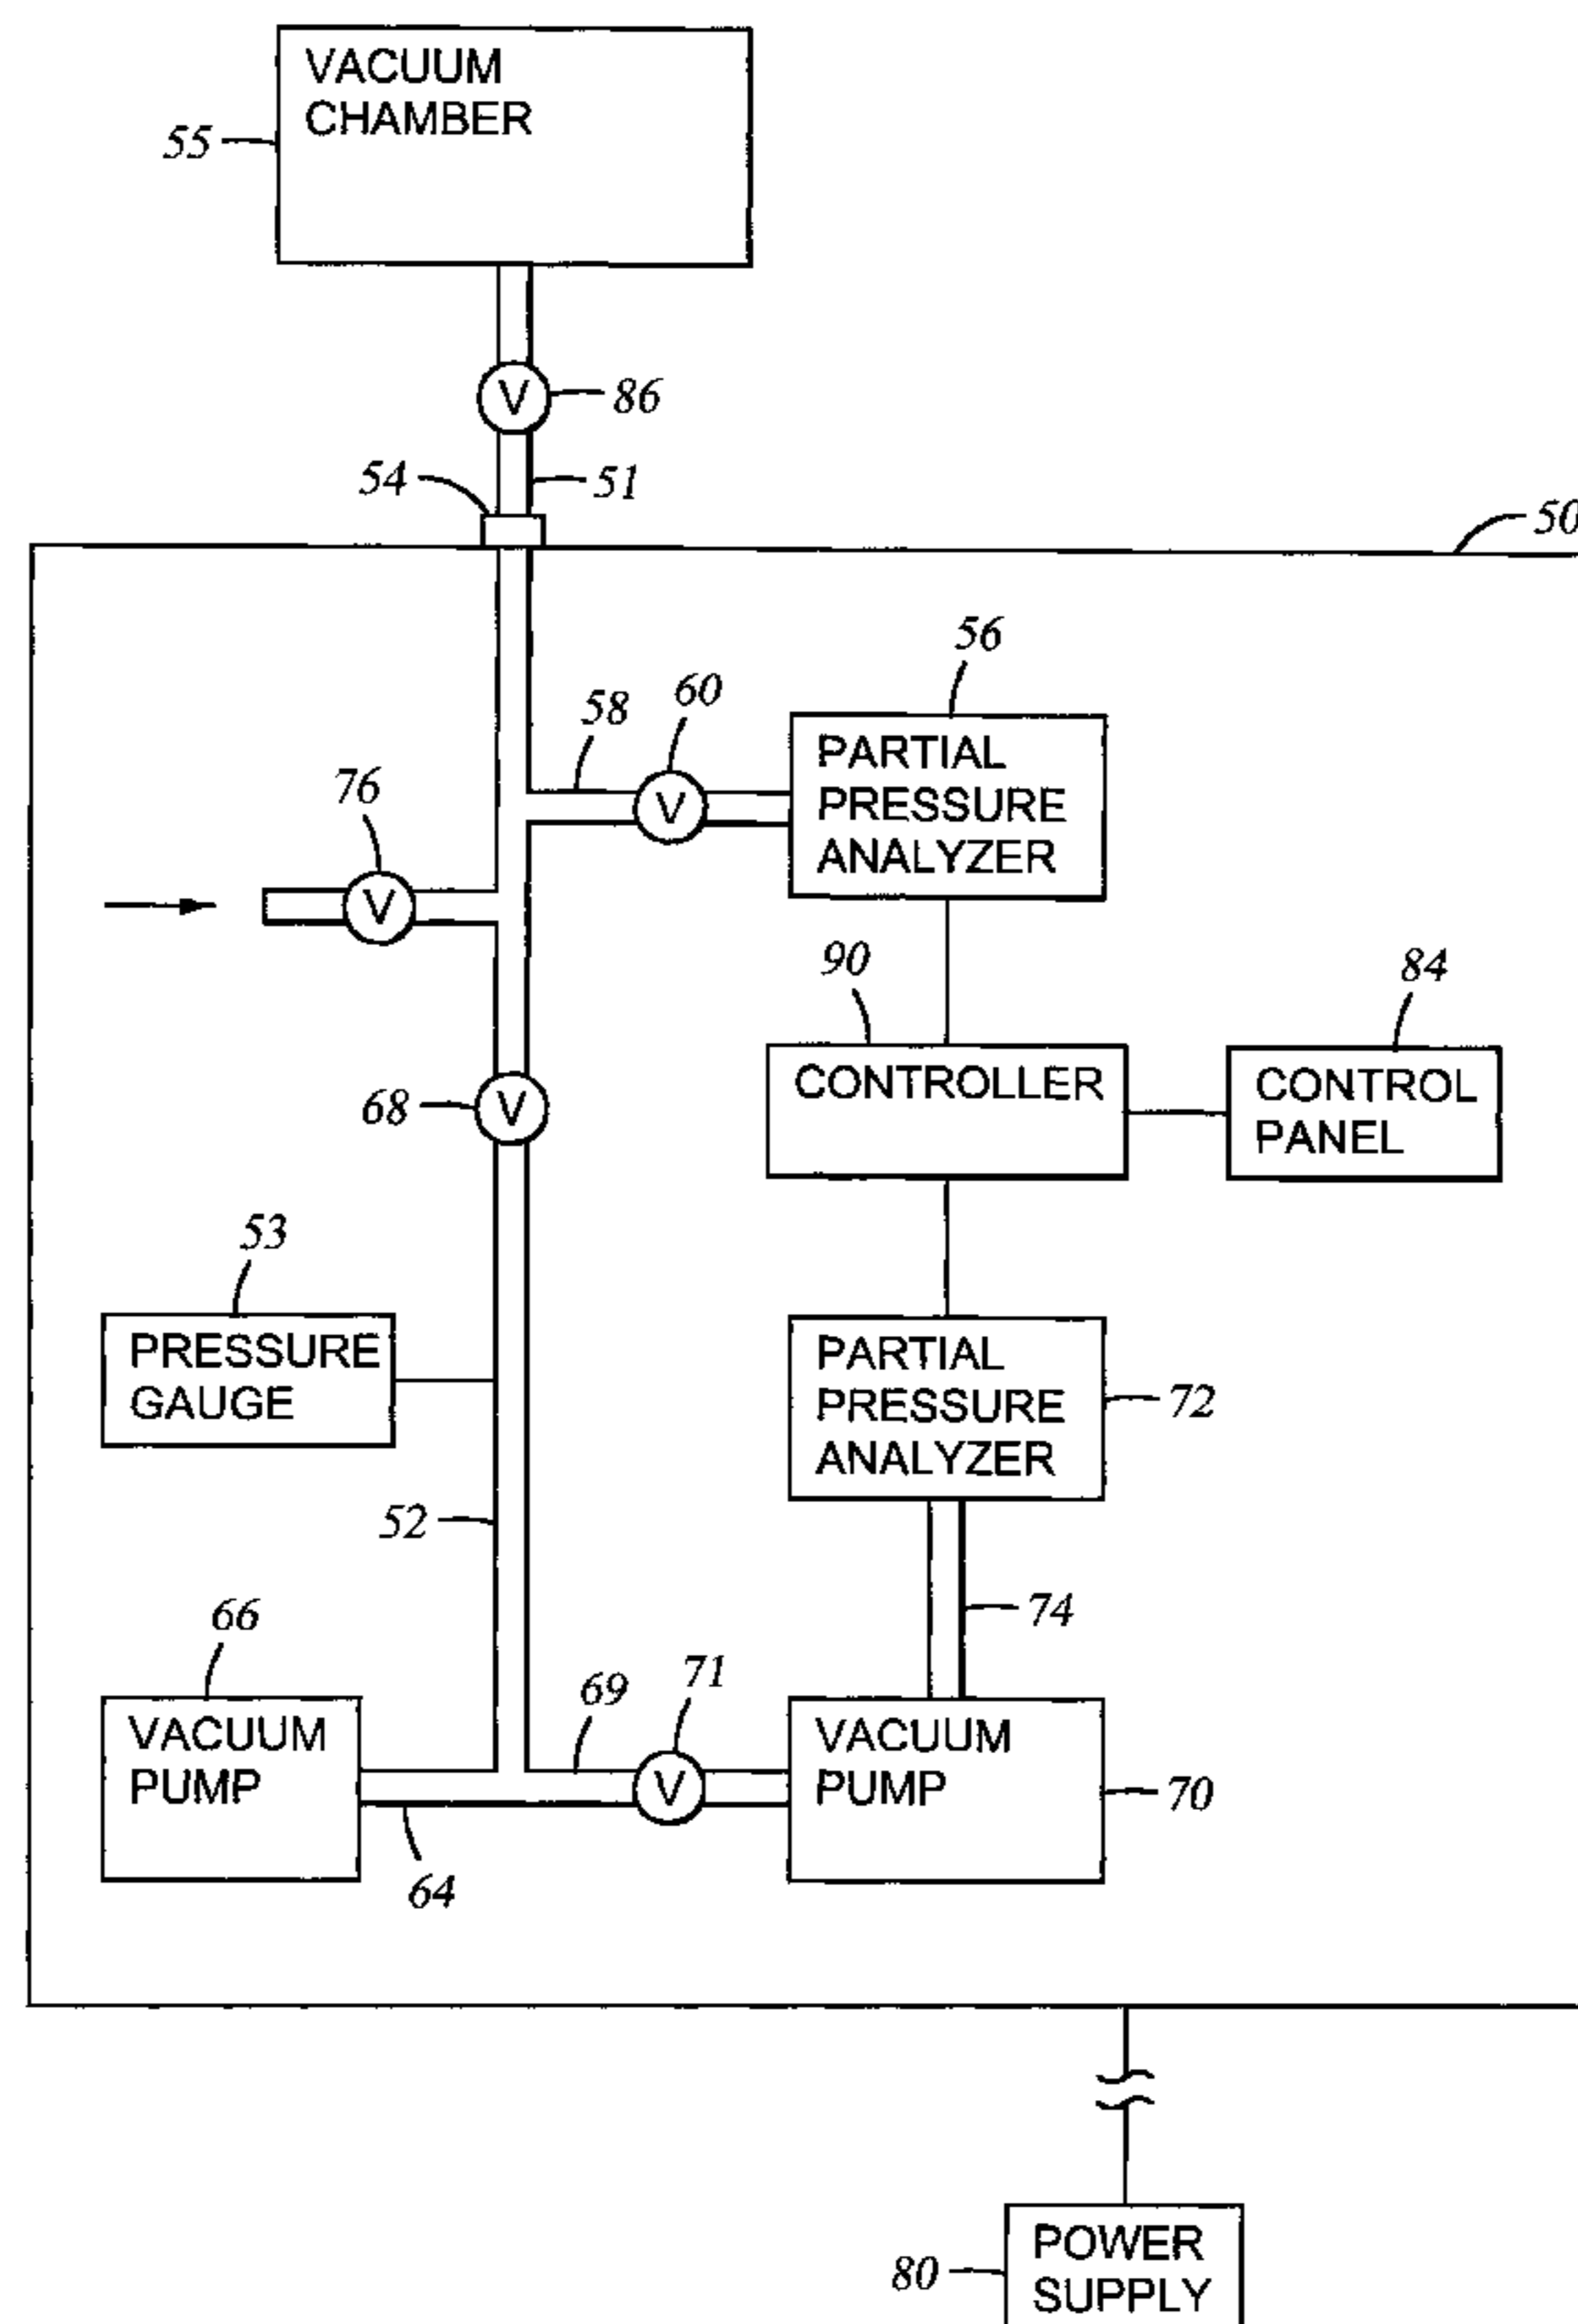 VACUUM
CHAMBER
55
V
86
54
51
50
56
60
58
PARTIAL
PRESSURE
ANALYZER
V
76
V
90
84
CONTROLLER
CONTROL
PANEL
68
V
53
PRESSURE
GAUGE
PARTIAL
PRESSURE
ANALYZER
72
52
74
66
71
69
VACUUM
PUMP
V
VACUUM
PUMP
70
64
80
POWER
SUPPLY